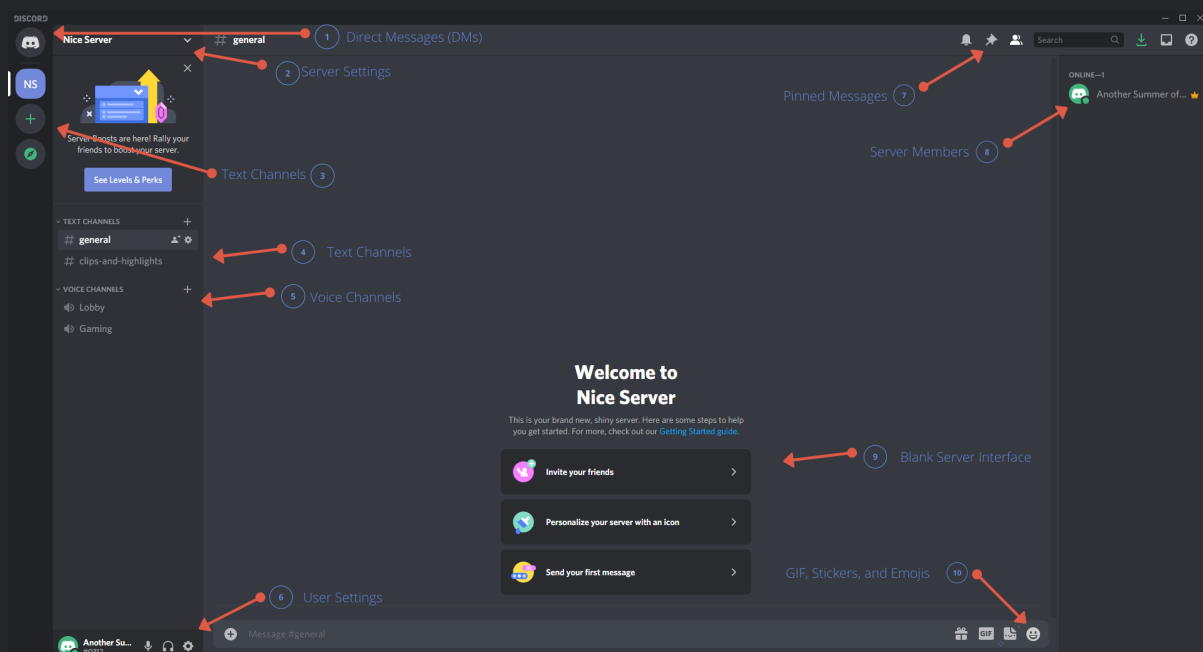 DISCORD
Nice Server
# general
1 Direct Messages (DMs)
Search
2 Server Settings
NS
Server Boosts are here! Rally your
friends to boost your server.
See Levels & Perks
Text Channels 3
Pinned Messages 7
Server Members 8
ONLINE—1
Another Summer of...
TEXT CHANNELS
# general
# clips-and-highlights
4 Text Channels
VOICE CHANNELS
Lobby
Gaming
5 Voice Channels
Welcome to
Nice Server
This is your brand new, shiny server. Here are some steps to help
you get started. For more, check out our Getting Started guide.
Invite your friends
Personalize your server with an icon
Send your first message
9 Blank Server Interface
GIF, Stickers, and Emojis 10
6 User Settings
Another Su...
#0312
Message #general
GIF